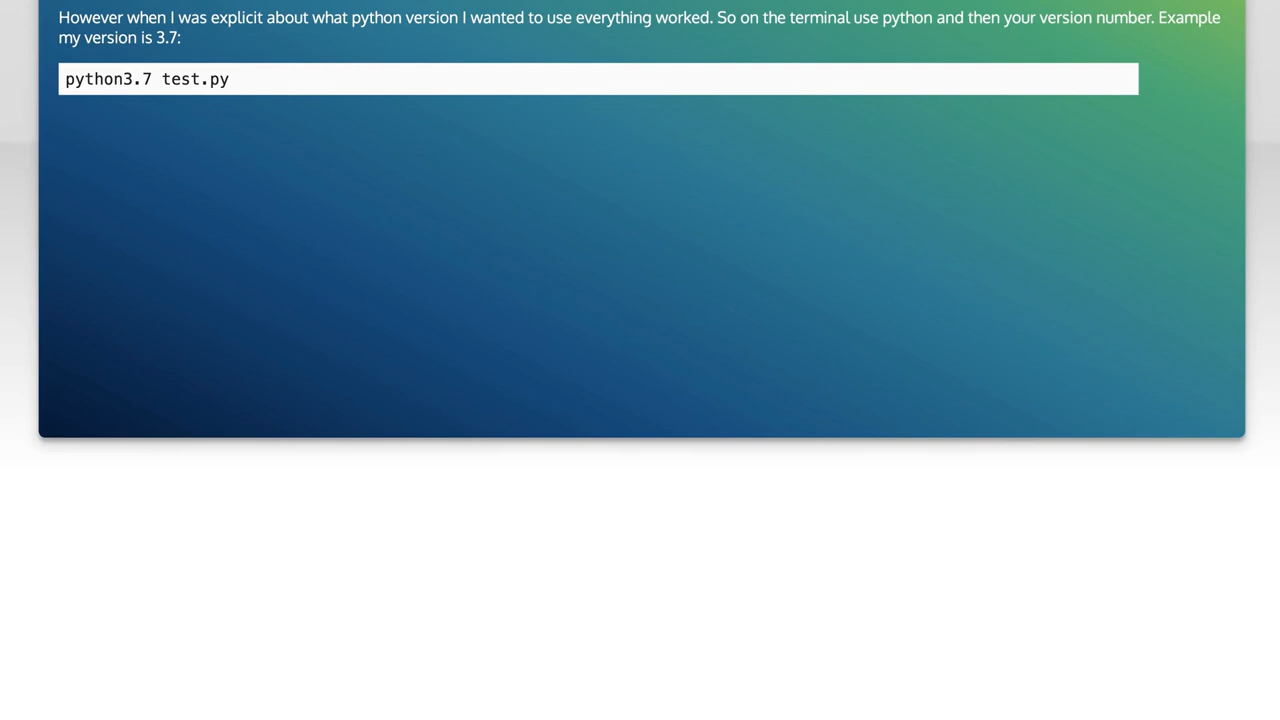 However when I was explicit about what python version I wanted to use everything worked. So on the terminal use python and then your version number. Example
my version is 3.7:
python3.7 test.py